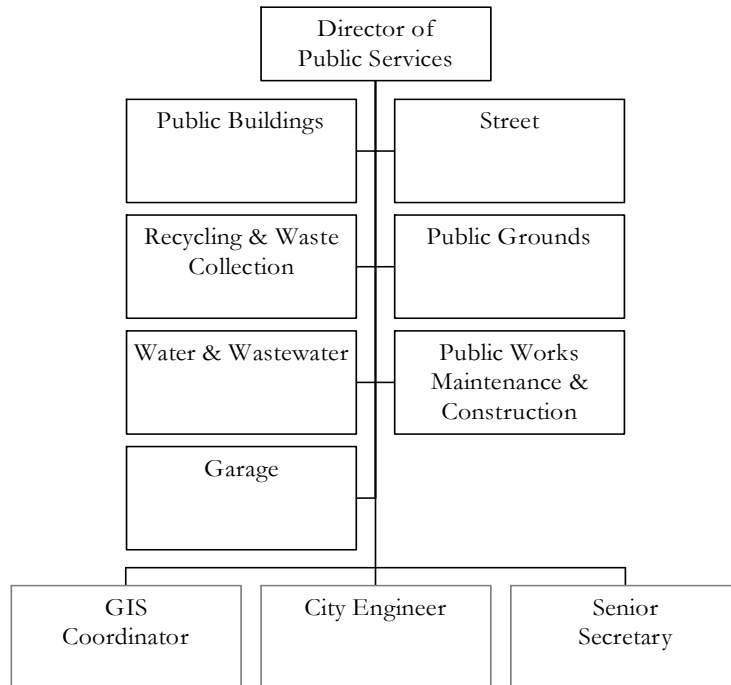 Director of
Public Services
Public Buildings
Street
Recycling & Waste
Collection
Public Grounds
Water & Wastewater
Public Works
Maintenance &
Construction
Garage
GIS
Coordinator
City Engineer
Senior
Secretary